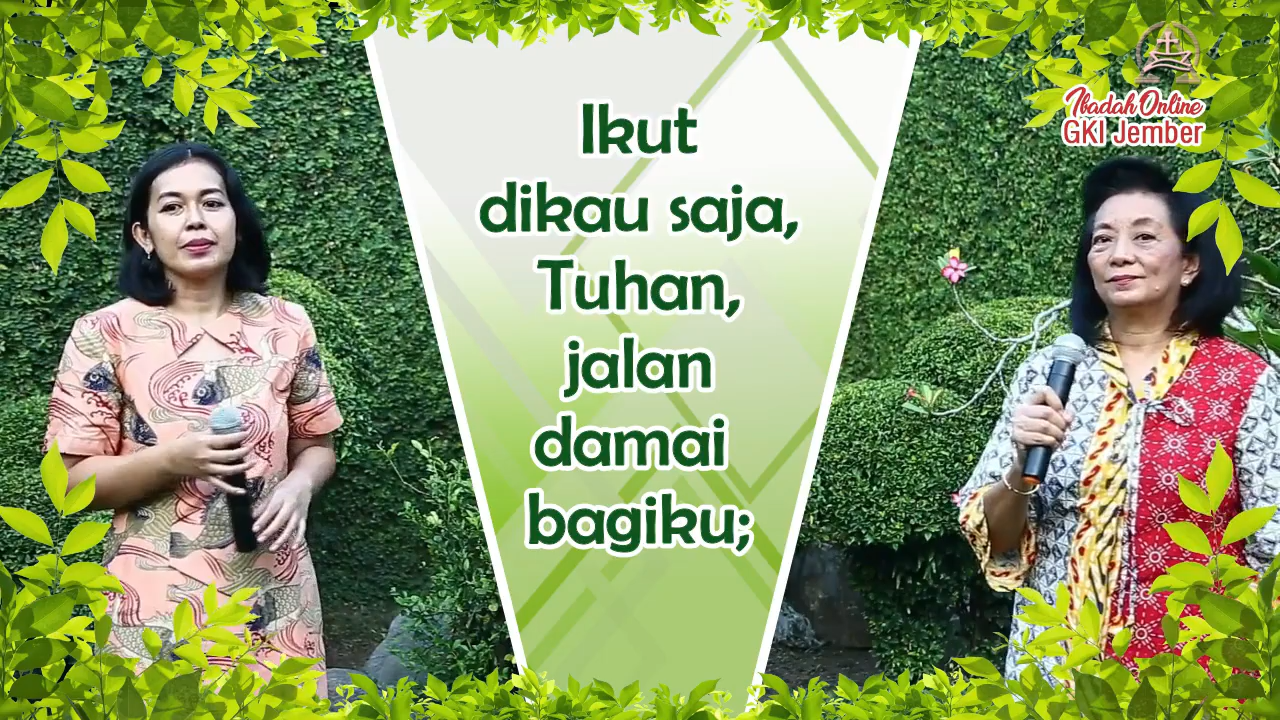 Ikut
dikau saja,
Tuhan,
jalan
damai
bagiku;
Ibadah Online
GKI Jember